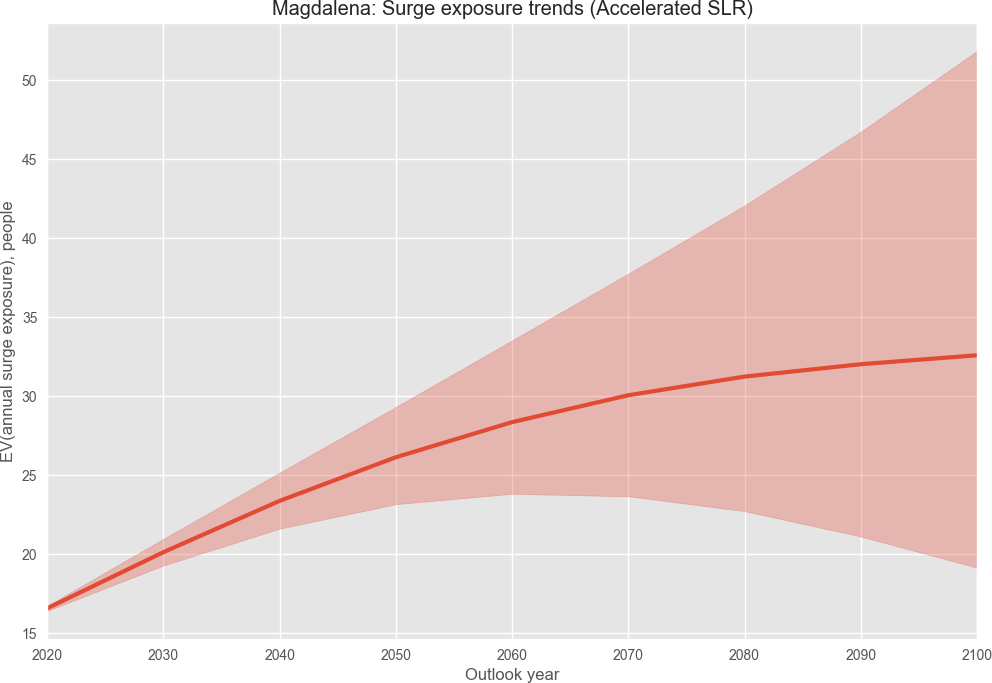 Magdalena: Surge exposure trends (Accelerated SLR)
EV(annual surge exposure), people
50
45
40
35
30
25
20
15
2020 2030 2040 2050 2060 2070 2080 2090 2100
Outlook year